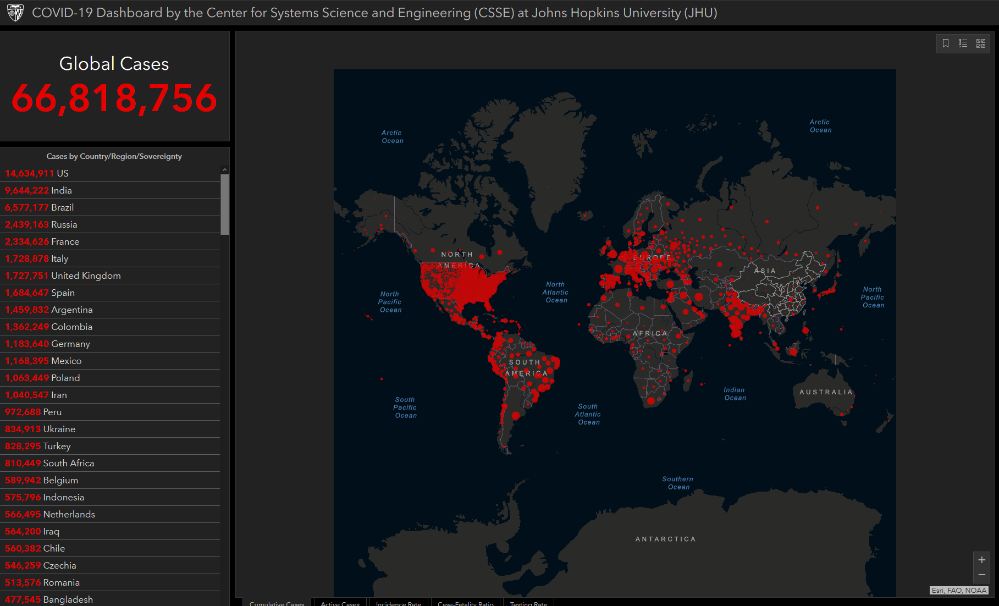 COVID-19 Dashboard by the Center for Systems Science and Engineering (CSSE) at Johns Hopkins University (JHU)
Global Cases
66,818,756
Cases by Country/Region/Sovereignty
14,634,911 US
9,644,222 India
6,577,177 Brazil
2,439,163 Russia
2,334,626 France
1,728,878 Italy
1,727,751 United Kingdom
1,684,647 Spain
1,459,832 Argentina
1,362,249 Colombia
1,183,640 Germany
1,168,395 Mexico
1,063,449 Poland
1,040,547 Iran
972,688 Peru
834,913 Ukraine
828,295 Turkey
810,449 South Africa
589,942 Belgium
575,796 Indonesia
566,495 Netherlands
564,200 Iraq
560,382 Chile
546,259 Czechia
513,576 Romania
477,545 Bangladesh
Arctic
Ocean
Arctic
Ocean
NORTH
AMERICA
EUROPE
ASIA
North
Pacific
Ocean
North
Atlantic
Ocean
North
Pacific
Ocean
AFRICA
SOUTH
AMERICA
South
Pacific
Ocean
South
Atlantic
Ocean
Indian
Ocean
AUSTRALIA
Southern
Ocean
ANTARCTICA
+
−
Esri, FAO, NOAA
Cumulative Cases
Active Cases
Incidence Rate
Case-Fatality Ratio
Testing Rate